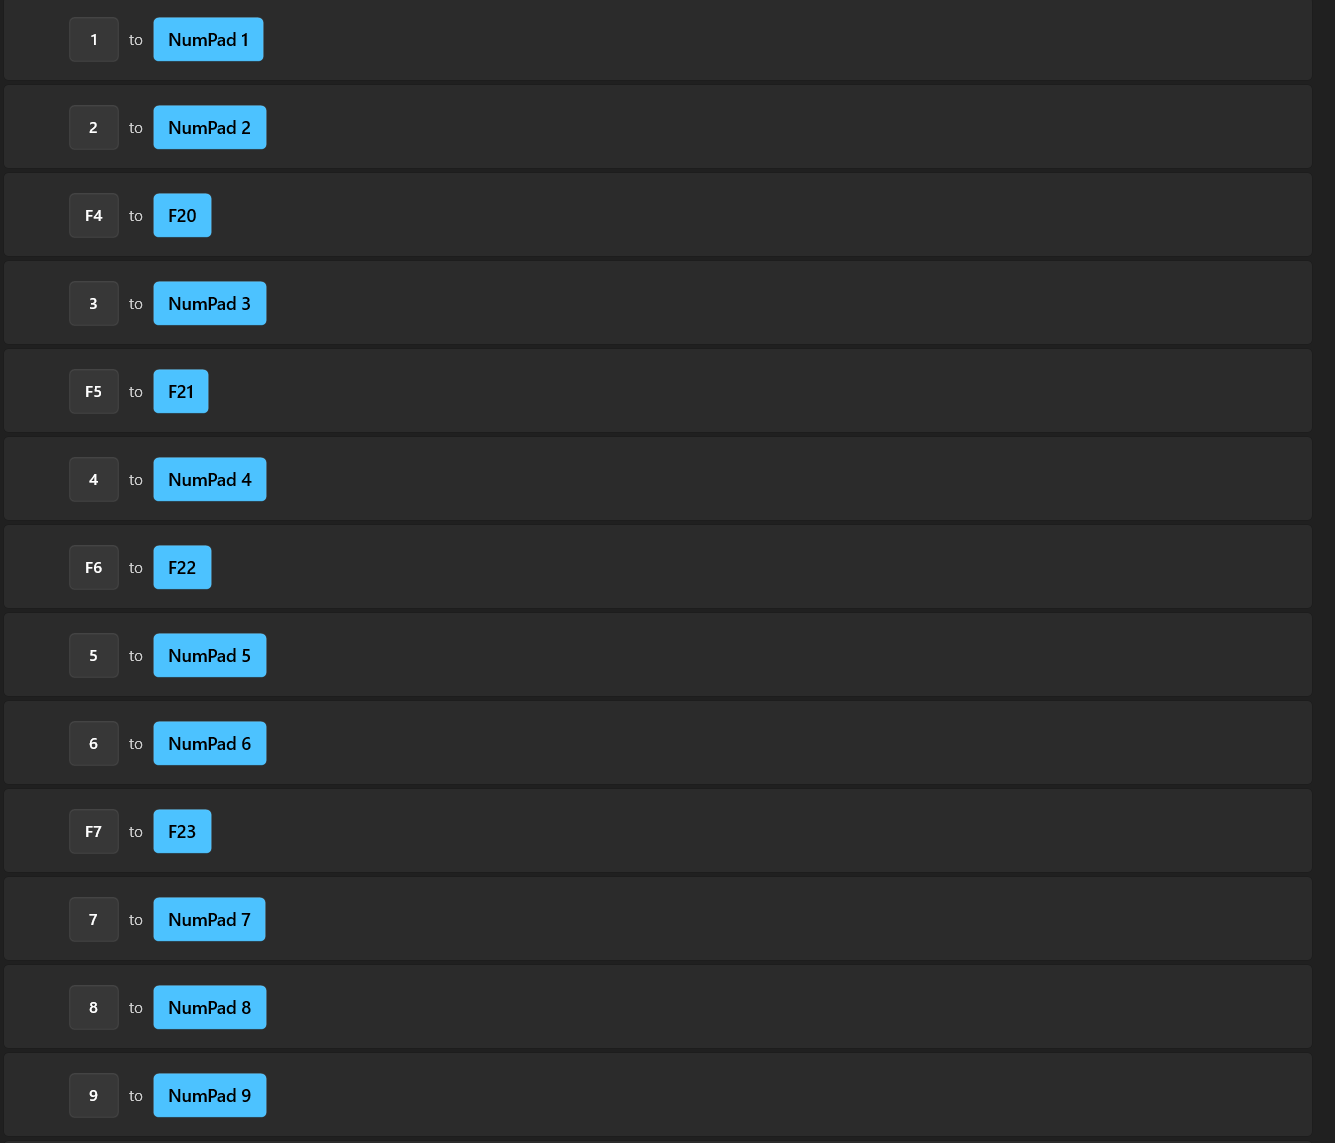 1 to NumPad 1
2 to NumPad 2
F4 to F20
3 to NumPad 3
F5 to F21
4 to NumPad 4
F6 to F22
5 to NumPad 5
6 to NumPad 6
F7 to F23
7 to NumPad 7
8 to NumPad 8
9 to NumPad 9